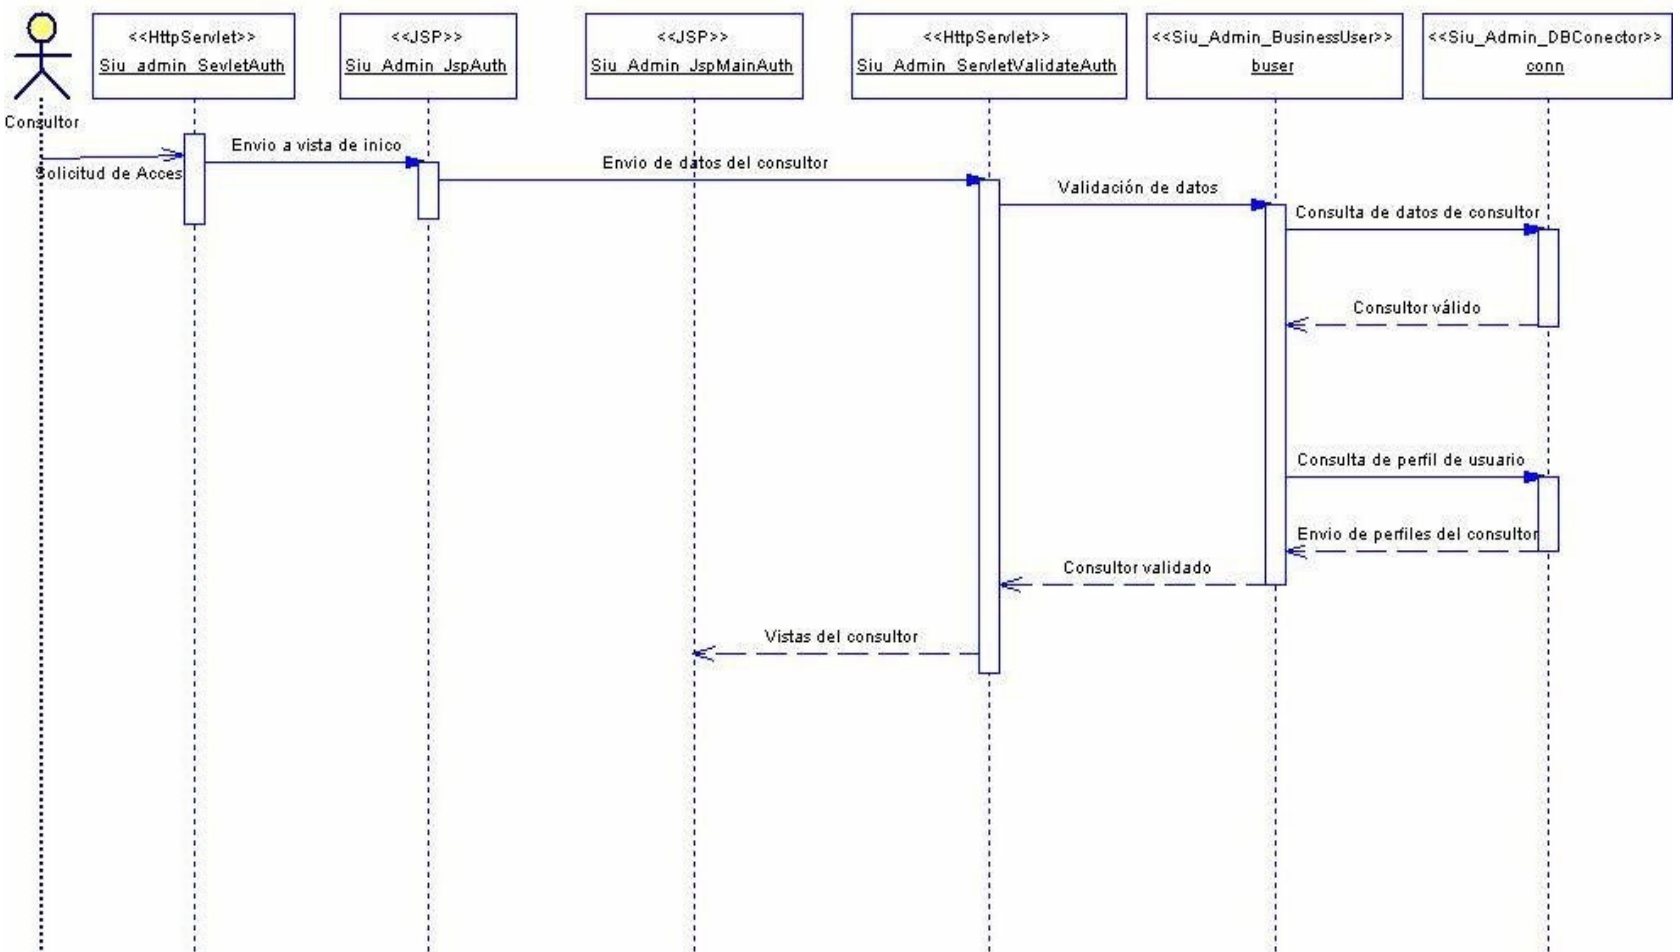 <<HttpServlet>>
Siu_admin_SevletAuth
<<JSP>>
Siu_Admin_JspAuth
<<JSP>>
Siu_Admin_JspMainAuth
<<HttpServlet>>
Siu_Admin_ServletValidateAuth
<<Siu_Admin_BusinessUser>>
buser
<<Siu_Admin_DBConector>>
conn
Consultor
Solicitud de Acces
Envio a vista de inico
Envio de datos del consultor
Validación de datos
Consulta de datos de consultor
Consultor válido
Consulta de perfil de usuario
Envio de perfiles del consultor
Consultor validado
Vistas del consultor